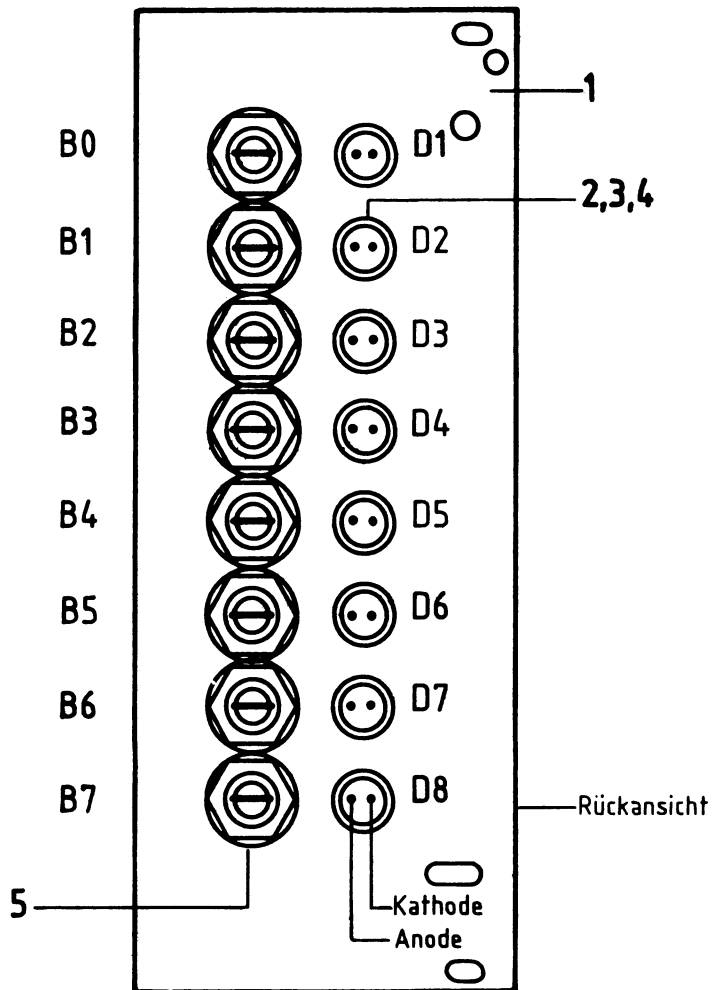 1
B0 D1
2,3,4
B1 D2
B2 D3
B3 D4
B4 D5
B5 D6
B6 D7
B7 D8
Rückansicht
5
Kathode
Anode